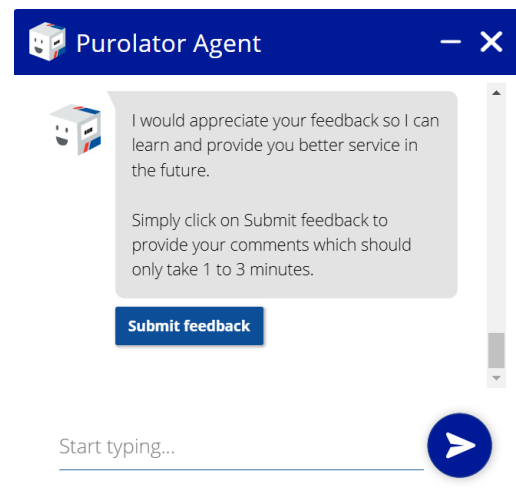 Purolator Agent
I would appreciate your feedback so I can
learn and provide you better service in
the future.
Simply click on Submit feedback to
provide your comments which should
only take 1 to 3 minutes.
Submit feedback
Start typing...